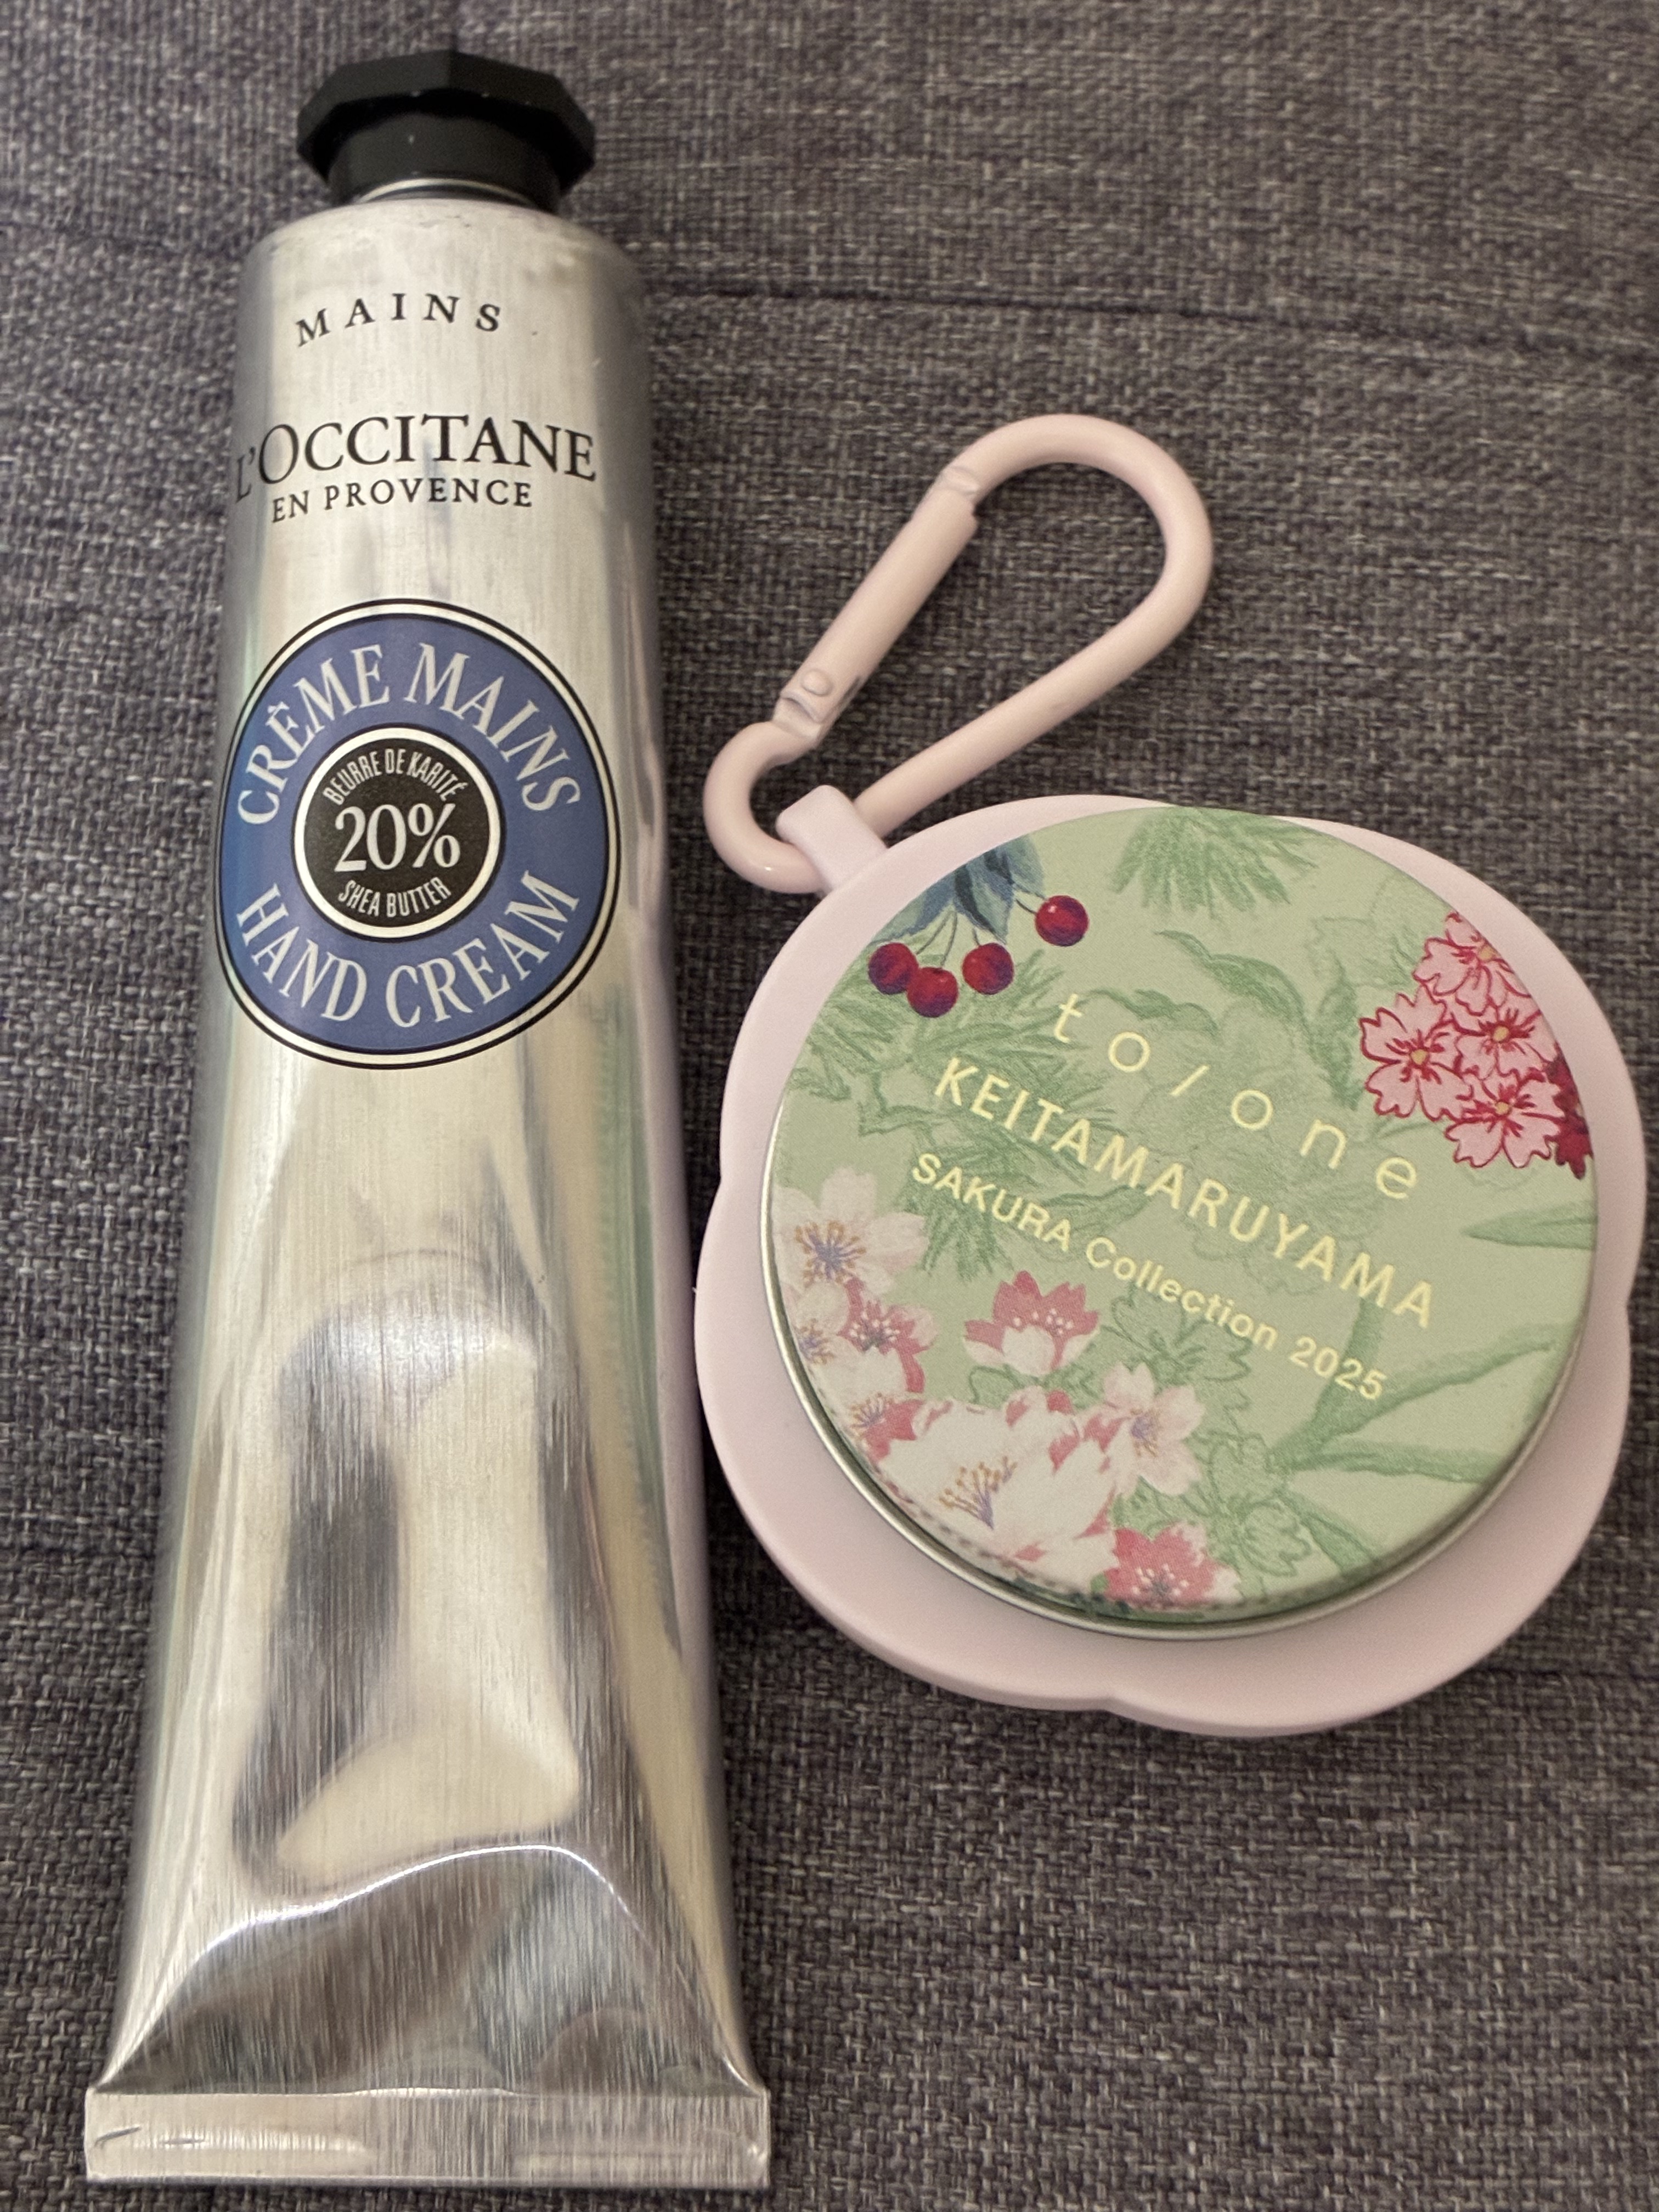 MAINS
L'OCCITANE
EN PROVENCE
CRÈME MAINS
BEURRE DE KARITÉ
20%
SHEA BUTTER
HAND CREAM
to/one
KEITAMARUYAMA
SAKURA Collection 2025